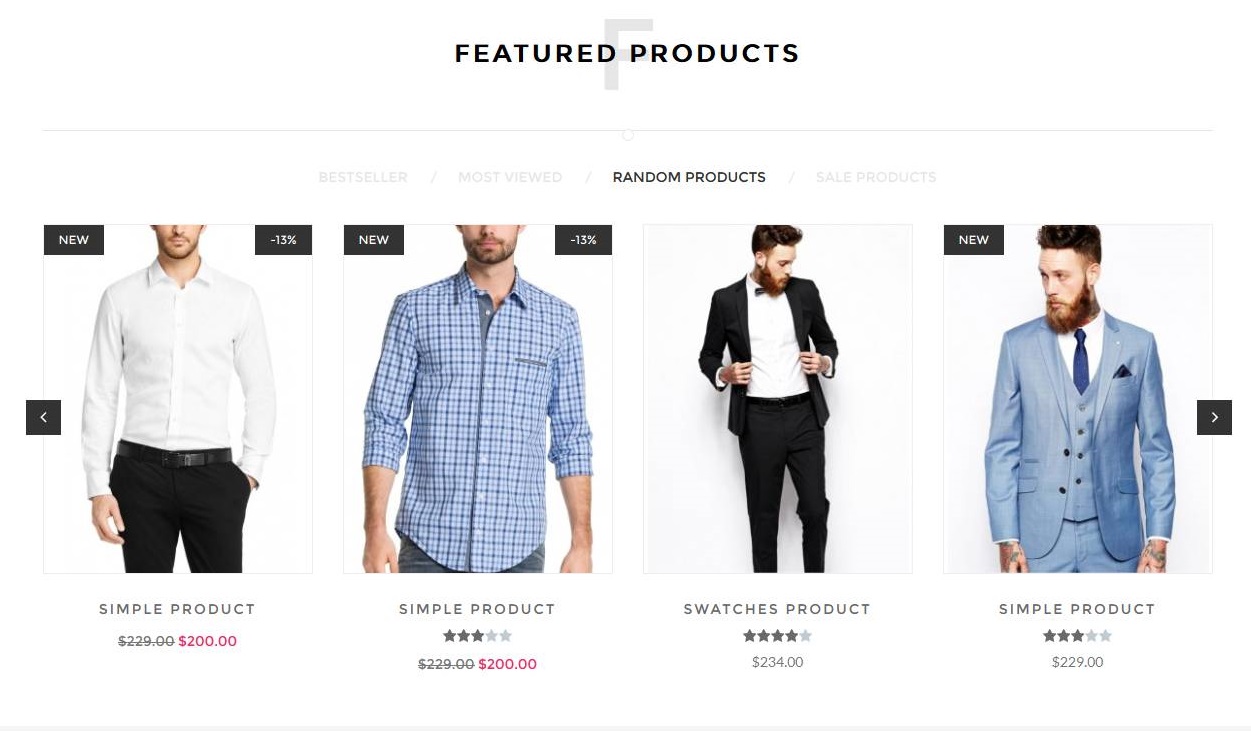 F
FEATURED PRODUCTS
BESTSELLER / MOST VIEWED / RANDOM PRODUCTS / SALE PRODUCTS
NEW -13% NEW -13% NEW
SIMPLE PRODUCT SIMPLE PRODUCT SWATCHES PRODUCT SIMPLE PRODUCT
$229.00 $200.00 $229.00 $200.00 $234.00 $229.00